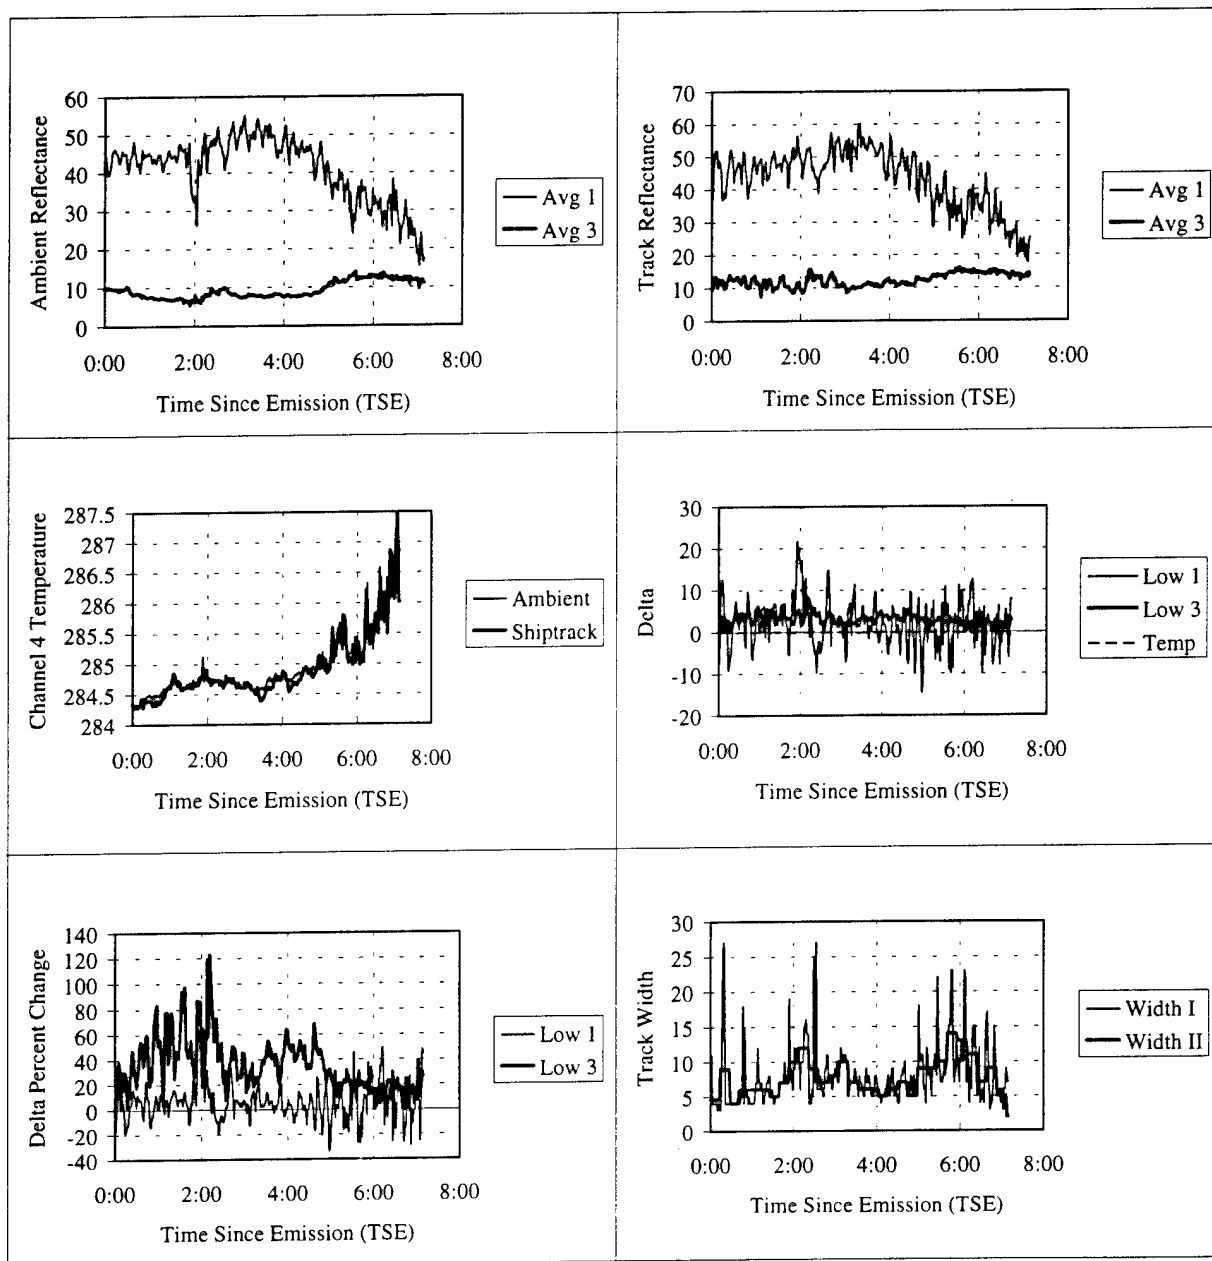 60
50
40
30
20
10
0
Ambient Reflectance
0:00 2:00 4:00 6:00 8:00
Time Since Emission (TSE)
Avg 1
Avg 3
70
60
50
40
30
20
10
0
Track Reflectance
0:00 2:00 4:00 6:00 8:00
Time Since Emission (TSE)
Avg 1
Avg 3
287.5
287
286.5
286
285.5
285
284.5
284
Channel 4 Temperature
0:00 2:00 4:00 6:00 8:00
Time Since Emission (TSE)
Ambient
Shiptrack
30
20
10
0
-10
-20
Delta
0:00 2:00 4:00 6:00 8:00
Time Since Emission (TSE)
Low 1
Low 3
Temp
140
120
100
80
60
40
20
0
-20
-40
Delta Percent Change
0:00 2:00 4:00 6:00 8:00
Time Since Emission (TSE)
Low 1
Low 3
30
25
20
15
10
5
0
Track Width
0:00 2:00 4:00 6:00 8:00
Time Since Emission (TSE)
Width I
Width II